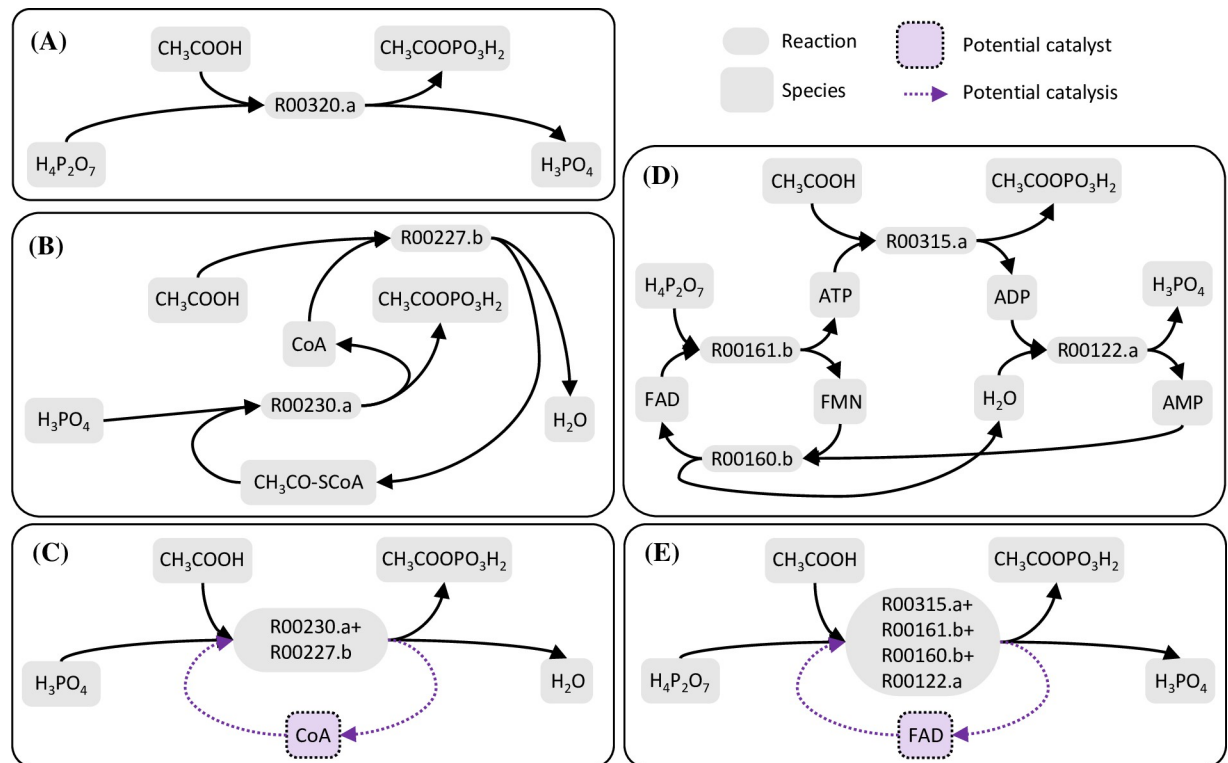 (A)
CH₃COOH
CH₃COOPO₃H₂
R00320.a
H₄P₂O₇
H₃PO₄
Reaction
Potential catalyst
Species
Potential catalysis
(B)
R00227.b
CH₃COOH
CH₃COOPO₃H₂
CoA
R00230.a
H₃PO₄
H₂O
CH₃CO-SCoA
(D)
CH₃COOH
CH₃COOPO₃H₂
R00315.a
H₄P₂O₇
ATP
ADP
H₃PO₄
R00161.b
R00122.a
FAD
FMN
H₂O
AMP
R00160.b
(C)
CH₃COOH
CH₃COOPO₃H₂
R00230.a+
R00227.b
H₃PO₄
H₂O
CoA
(E)
CH₃COOH
CH₃COOPO₃H₂
R00315.a+
R00161.b+
R00160.b+
R00122.a
H₄P₂O₇
H₃PO₄
FAD